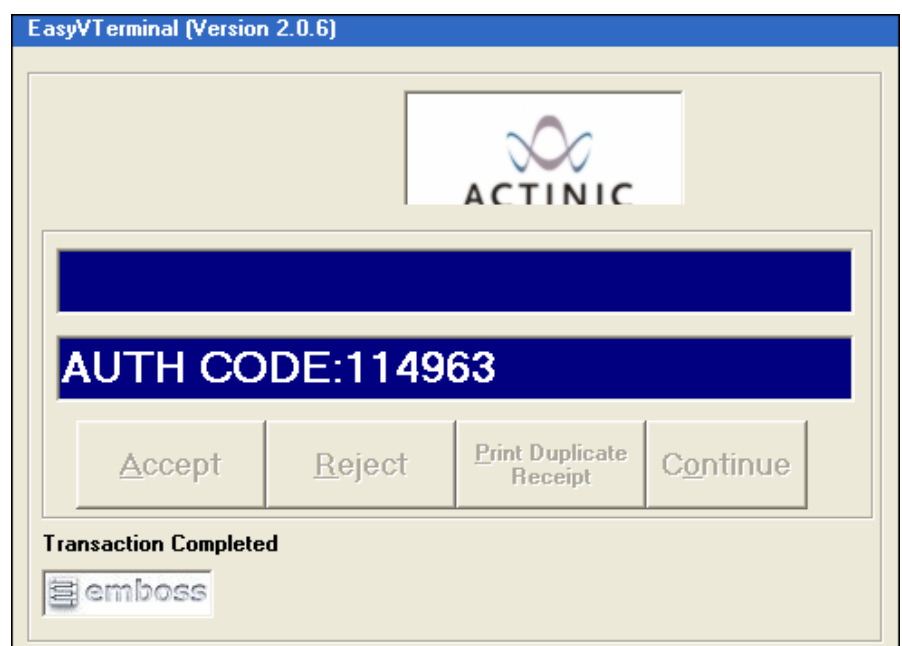 EasyVTerminal (Version 2.0.6)
ACTINIC
AUTH CODE:114963
Accept
Reject
Print Duplicate
Receipt
Continue
Transaction Completed
emboss